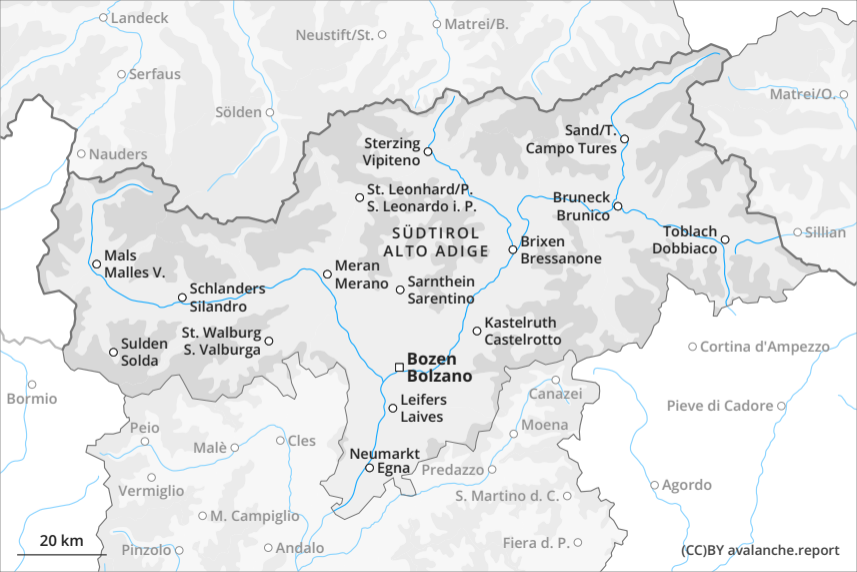 Landeck
Matrei/B.
Neustift/St.
Serfaus
Matrei/O.
Sölden
Sand/T.
Campo Tures
Sterzing
Vipiteno
Nauders
St. Leonhard/P.
S. Leonardo i. P.
Bruneck
Brunico
SÜDTIROL
ALTO ADIGE
Toblach
Dobbiaco
Sillian
Brixen
Bressanone
Mals
Malles V.
Meran
Merano
Sarnthein
Sarentino
Schlanders
Silandro
Kastelruth
Castelrotto
St. Walburg
S. Valburga
Sulden
Solda
Cortina d'Ampezzo
Bozen
Bolzano
Bormio
Canazei
Leifers
Laives
Pieve di Cadore
Peio
Moena
Cles
Malè
Neumarkt
Egna
Predazzo
Vermiglio
Agordo
S. Martino d. C.
M. Campiglio
20 km
Pinzolo
Andalo
Fiera d. P.
(CC)BY avalanche.report